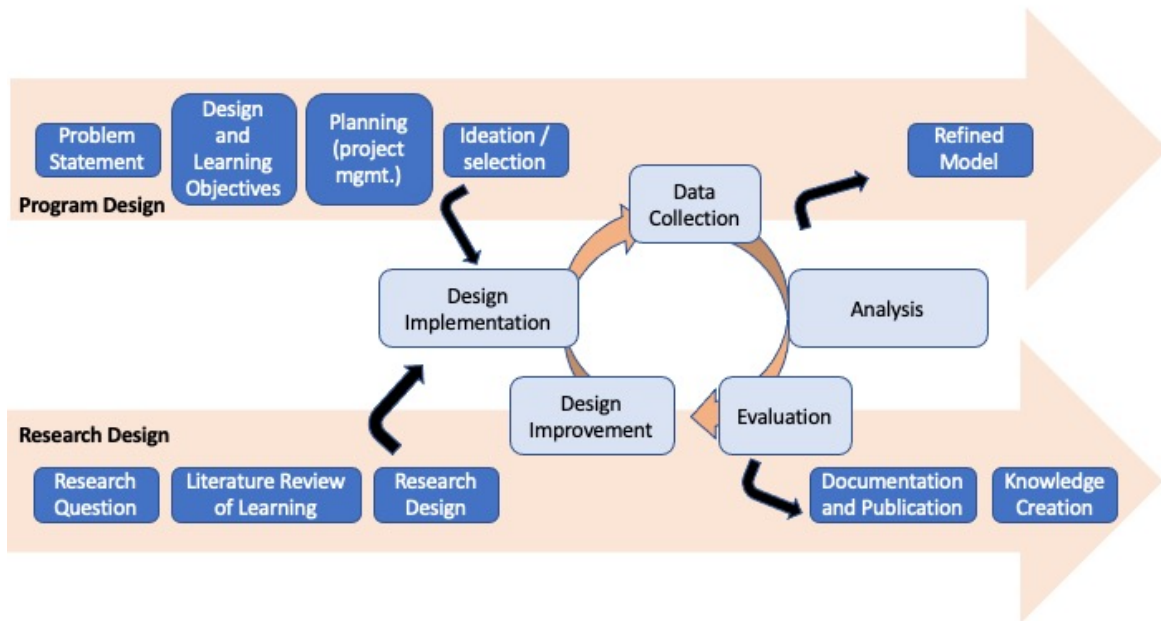 Problem
Statement
Design
and
Learning
Objectives
Planning
(project
mgmt.)
Ideation /
selection
Refined
Model
Program Design
Data
Collection
Design
Implementation
Analysis
Design
Improvement
Evaluation
Research Design
Research
Question
Literature Review
of Learning
Research
Design
Documentation
and Publication
Knowledge
Creation